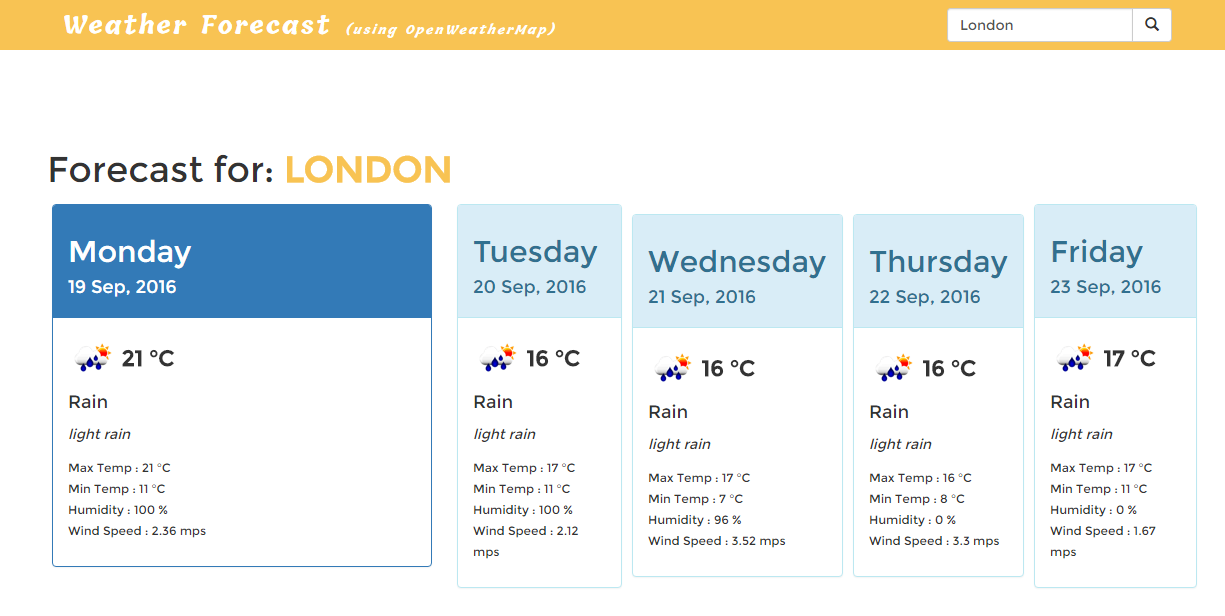 Weather Forecast (using OpenWeatherMap)
London
Forecast for: LONDON
Monday
19 Sep, 2016
21 °C
Rain
light rain
Max Temp : 21 °C
Min Temp : 11 °C
Humidity : 100 %
Wind Speed : 2.36 mps
Tuesday
20 Sep, 2016
16 °C
Rain
light rain
Max Temp : 17 °C
Min Temp : 11 °C
Humidity : 100 %
Wind Speed : 2.12
mps
Wednesday
21 Sep, 2016
16 °C
Rain
light rain
Max Temp : 17 °C
Min Temp : 7 °C
Humidity : 96 %
Wind Speed : 3.52 mps
Thursday
22 Sep, 2016
16 °C
Rain
light rain
Max Temp : 16 °C
Min Temp : 8 °C
Humidity : 0 %
Wind Speed : 3.3 mps
Friday
23 Sep, 2016
17 °C
Rain
light rain
Max Temp : 17 °C
Min Temp : 11 °C
Humidity : 0 %
Wind Speed : 1.67
mps